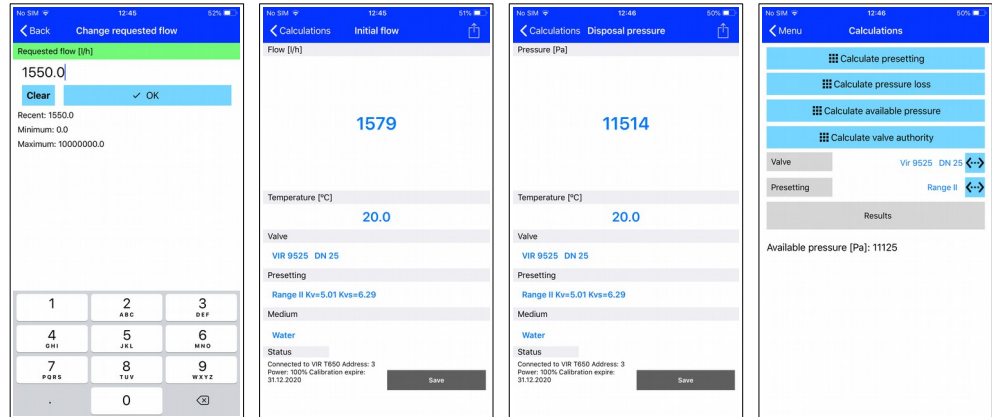 No SIM 12:45 52%
Back Change requested flow
Requested flow [l/h]
1550.0
Clear ✓ OK
Recent: 1550.0
Minimum: 0.0
Maximum: 10000000.0
1 2 ABC 3 DEF
4 GHI 5 JKL 6 MNO
7 PQRS 8 TUV 9 WXYZ
. 0
No SIM 12:45 51%
Calculations Initial flow
Flow [l/h]
1579
Temperature [°C]
20.0
Valve
VIR 9525 DN 25
Presetting
Range II Kv=5.01 Kvs=6.29
Medium
Water
Status
Connected to VIR T650 Address: 3
Power: 100% Calibration expire:
31.12.2020
Save
No SIM 12:46 50%
Calculations Disposal pressure
Pressure [Pa]
11514
Temperature [°C]
20.0
Valve
VIR 9525 DN 25
Presetting
Range II Kv=5.01 Kvs=6.29
Medium
Water
Status
Connected to VIR T650 Address: 3
Power: 100% Calibration expire:
31.12.2020
Save
No SIM 12:46 50%
Menu Calculations
Calculate presetting
Calculate pressure loss
Calculate available pressure
Calculate valve authority
Valve Vir 9525 DN 25
Presetting Range II
Results
Available pressure [Pa]: 11125